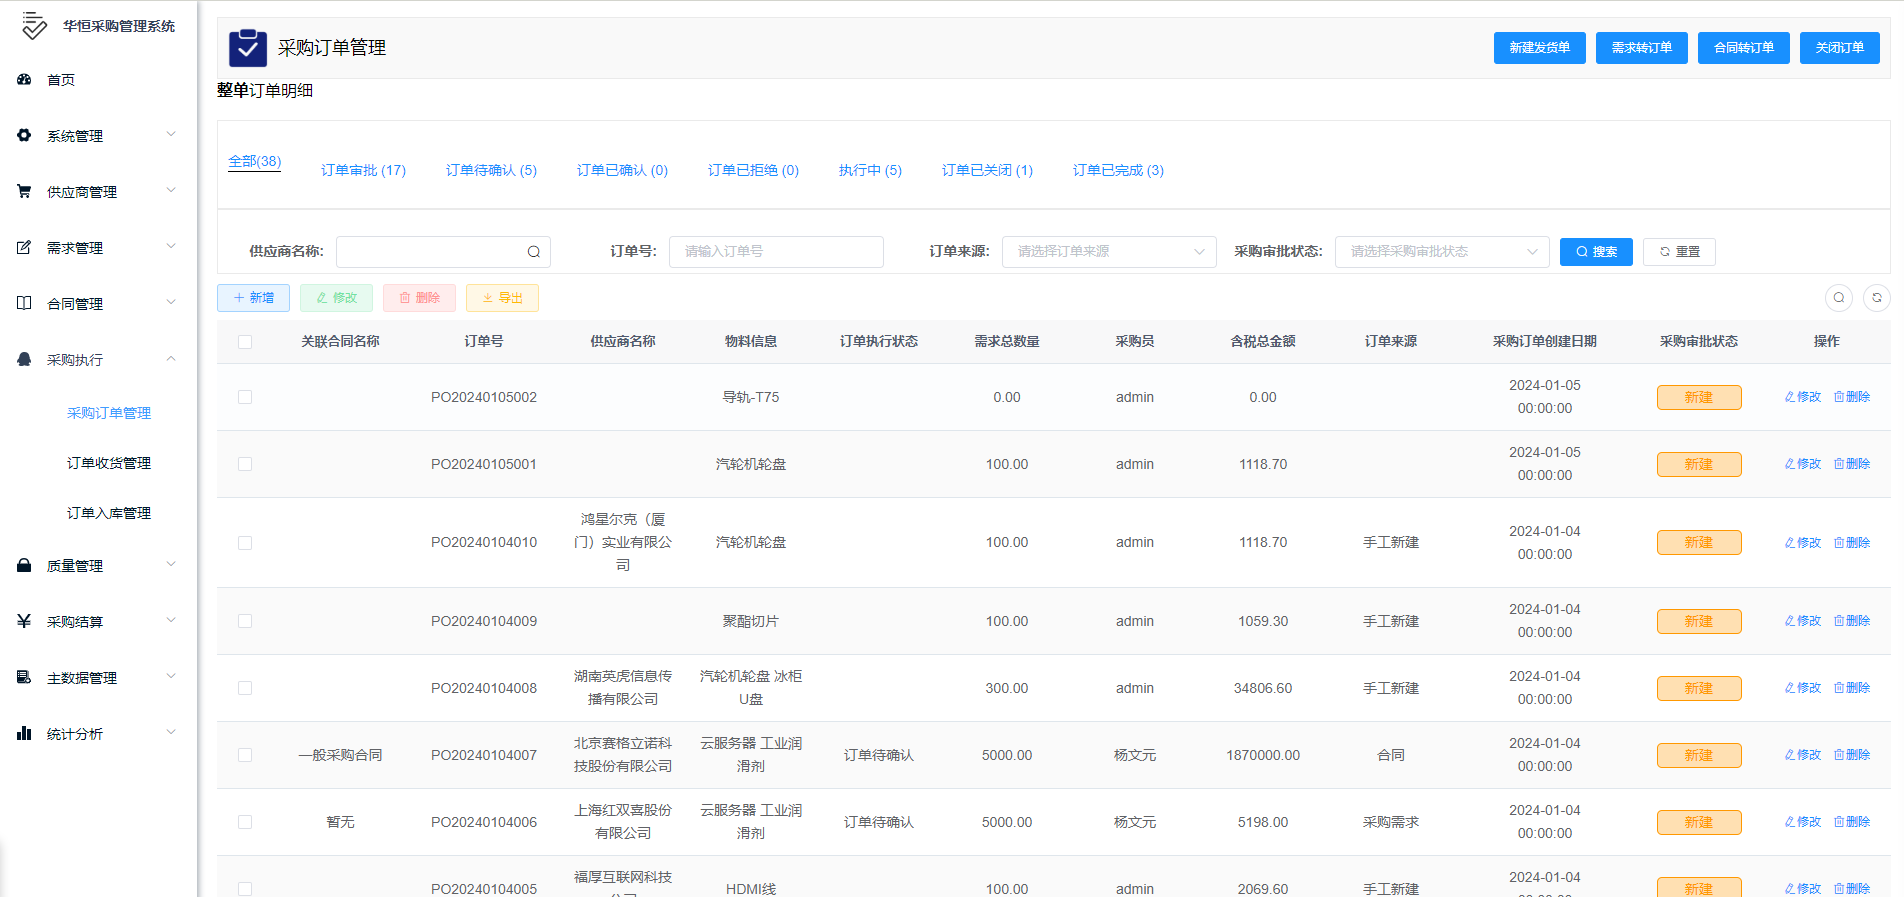 华恒采购管理系统
首页
系统管理
供应商管理
需求管理
合同管理
采购执行
采购订单管理
订单收货管理
订单入库管理
质量管理
采购结算
主数据管理
统计分析
采购订单管理
新建发货单 需求转订单 合同转订单 关闭订单
整单订单明细
全部(38) 订单审批 (17) 订单待确认 (5) 订单已确认 (0) 订单已拒绝 (0) 执行中 (5) 订单已关闭 (1) 订单已完成 (3)
供应商名称: 订单号: 请输入订单号 订单来源: 请选择订单来源 采购审批状态: 请选择采购审批状态 搜索 重置
新增 修改 删除 导出
关联合同名称 订单号 供应商名称 物料信息 订单执行状态 需求总数量 采购员 含税总金额 订单来源 采购订单创建日期 采购审批状态 操作
PO20240105002 导轨-T75 0.00 admin 0.00 2024-01-05 新建 修改 删除
00:00:00
PO20240105001 汽轮机轮盘 100.00 admin 1118.70 2024-01-05 新建 修改 删除
00:00:00
鸿星尔克（厦
PO20240104010 门）实业有限公 汽轮机轮盘 100.00 admin 1118.70 手工新建 2024-01-04 新建 修改 删除
司 00:00:00
PO20240104009 聚酯切片 100.00 admin 1059.30 手工新建 2024-01-04 新建 修改 删除
00:00:00
PO20240104008 湖南英虎信息传 汽轮机轮盘 冰柜 300.00 admin 34806.60 手工新建 2024-01-04 新建 修改 删除
播有限公司 U盘 00:00:00
一般采购合同 PO20240104007 北京赛格立诺科 云服务器 工业润 订单待确认 5000.00 杨文元 1870000.00 合同 2024-01-04 新建 修改 删除
技股份有限公司 滑剂 00:00:00
暂无 PO20240104006 上海红双喜股份 云服务器 工业润 订单待确认 5000.00 杨文元 5198.00 采购需求 2024-01-04 新建 修改 删除
有限公司 滑剂 00:00:00
PO20240104005 福厚互联网科技 HDMI线 100.00 admin 2069.60 手工新建 2024-01-04 新建 修改 删除